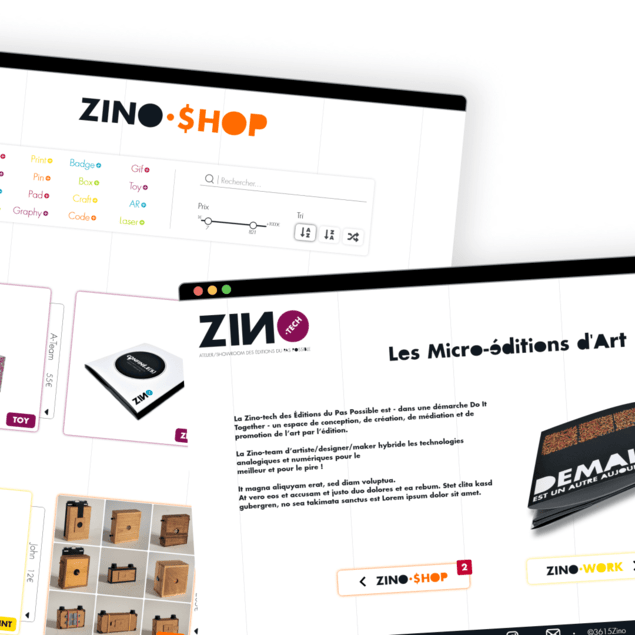 ZINO·$HOP
Print
Badge
Gif
Pin
Box
Toy
Pad
Craft
AR
Graphy
Code
Laser
Rechercher...
Prix
Tri
A-Team 55€
TOY
ZINO
John 12€
ZINO·TECH
ATELIER/SHOWROOM DES ÉDITIONS DU PAS POSSIBLE
Les Micro-éditions d'Art
La Zino-tech des Éditions du Pas Possible est - dans une démarche Do It
Together - un espace de conception, de création, de médiation et de
promotion de l'art par l'édition.
La Zino-team d'artiste/designer/maker hybride les technologies
analogiques et numériques pour le
meilleur et pour le pire !
It magna aliquyam erat, sed diam voluptua.
At vero eos et accusam et justo duo dolores et ea rebum. Stet clita kasd
gubergren, no sea takimata sanctus est Lorem ipsum dolor sit amet.
EST UN AUTRE
ZINO·$HOP
2
ZINO·WORK
©3615Zino